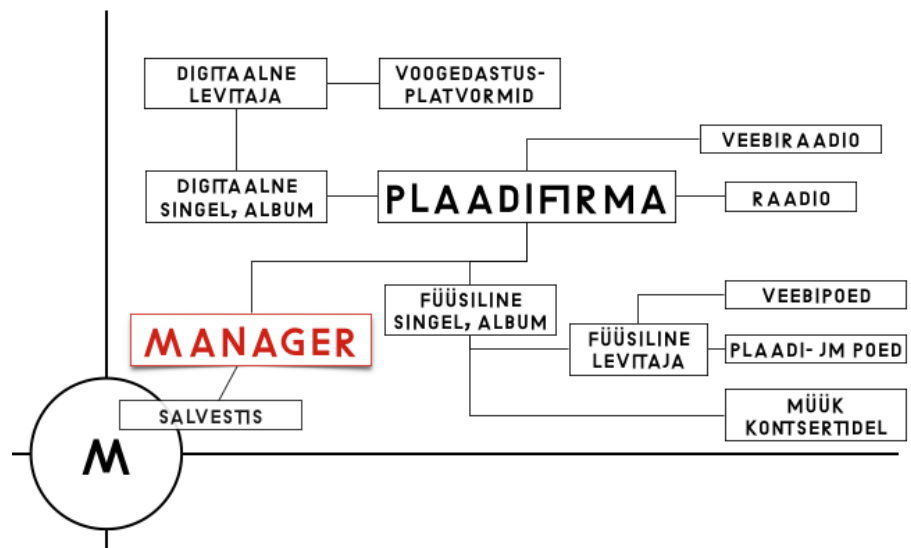 DIGITAALNE
LEVITAJA
VOOGEDASTUS-
PLATVORMID
VEEBIRAADIO
DIGITAALNE
SINGEL, ALBUM
PLAADIFIRMA
RAADIO
FÜÜSILINE
SINGEL, ALBUM
VEEBIPOED
MANAGER
FÜÜSILINE
LEVITAJA
PLAADI- JM POED
SALVESTIS
MÜÜK
KONTSERTIDEL
M